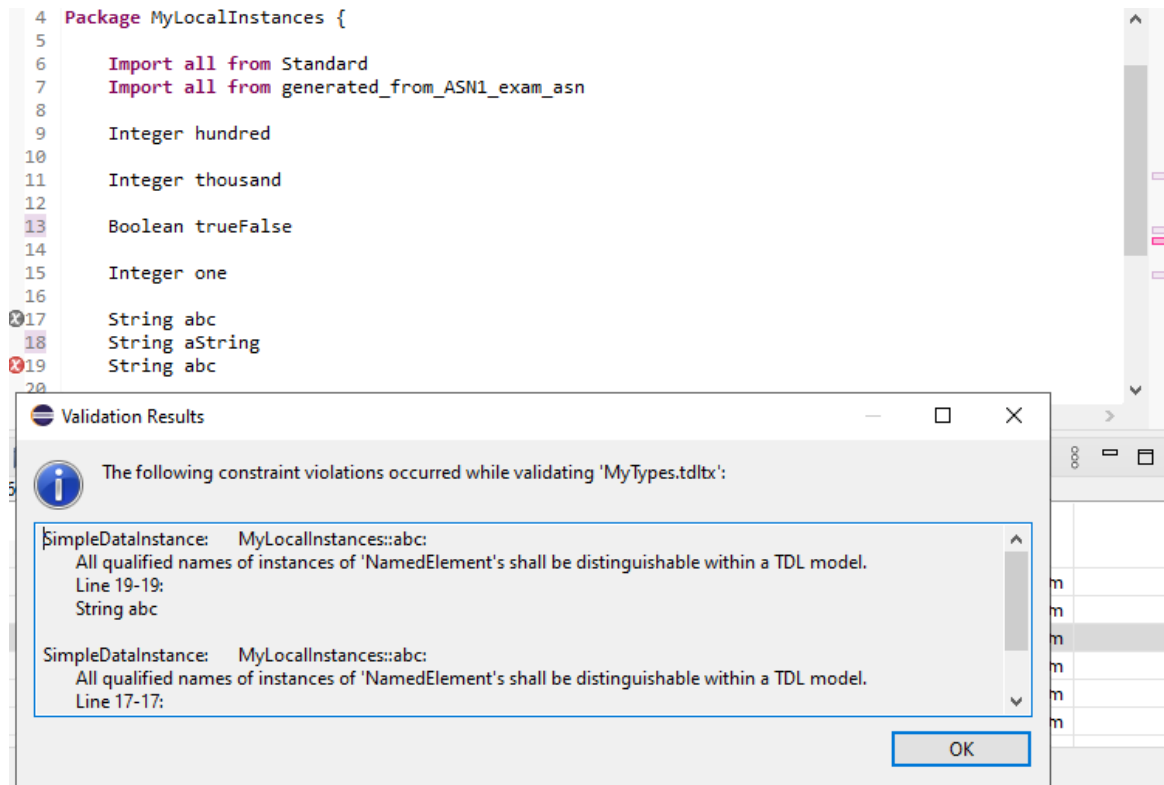 4 Package MyLocalInstances {
5
6 Import all from Standard
7 Import all from generated_from_ASN1_exam_asn
8
9 Integer hundred
10
11 Integer thousand
12
13 Boolean trueFalse
14
15 Integer one
16
17 String abc
18 String aString
19 String abc
20
Validation Results
The following constraint violations occurred while validating 'MyTypes.tdltx':
SimpleDataInstance: MyLocalInstances::abc:
All qualified names of instances of 'NamedElement's shall be distinguishable within a TDL model.
Line 19-19:
String abc
SimpleDataInstance: MyLocalInstances::abc:
All qualified names of instances of 'NamedElement's shall be distinguishable within a TDL model.
Line 17-17:
OK